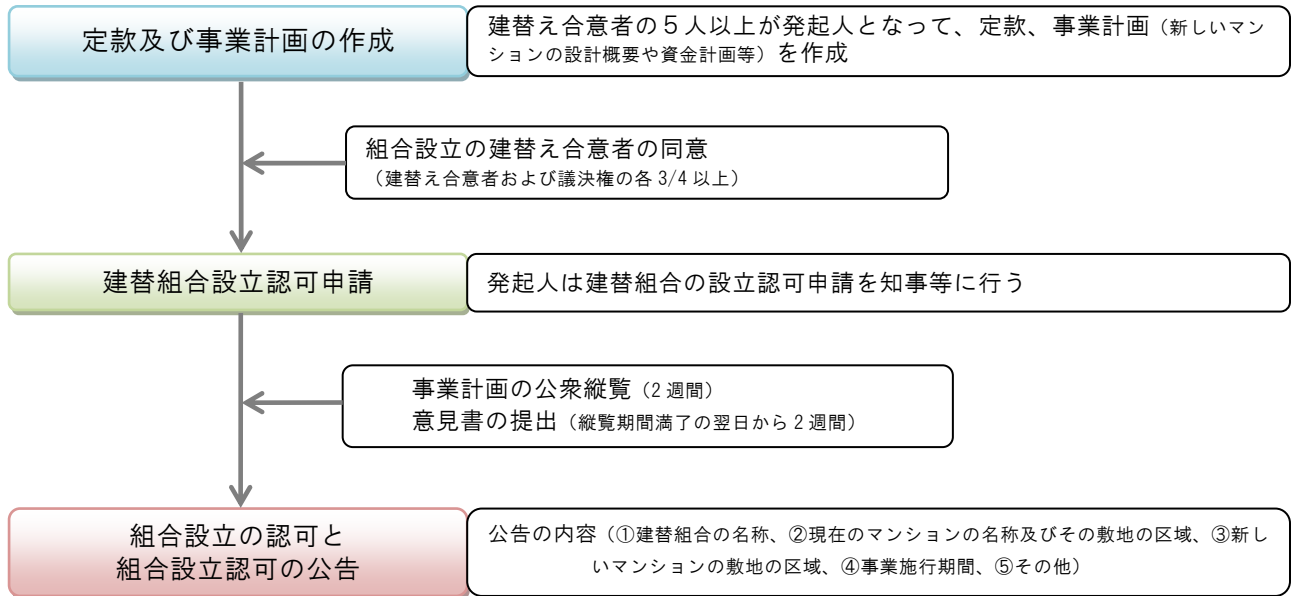 定款及び事業計画の作成
建替え合意者の５人以上が発起人となって、定款、事業計画（新しいマン
ションの設計概要や資金計画等）を作成
組合設立の建替え合意者の同意
（建替え合意者および議決権の各 3/4 以上）
建替組合設立認可申請
発起人は建替組合の設立認可申請を知事等に行う
事業計画の公衆縦覧（2 週間）
意見書の提出（縦覧期間満了の翌日から 2 週間）
組合設立の認可と
組合設立認可の公告
公告の内容（①建替組合の名称、②現在のマンションの名称及びその敷地の区域、③新し
いマンションの敷地の区域、④事業施行期間、⑤その他）